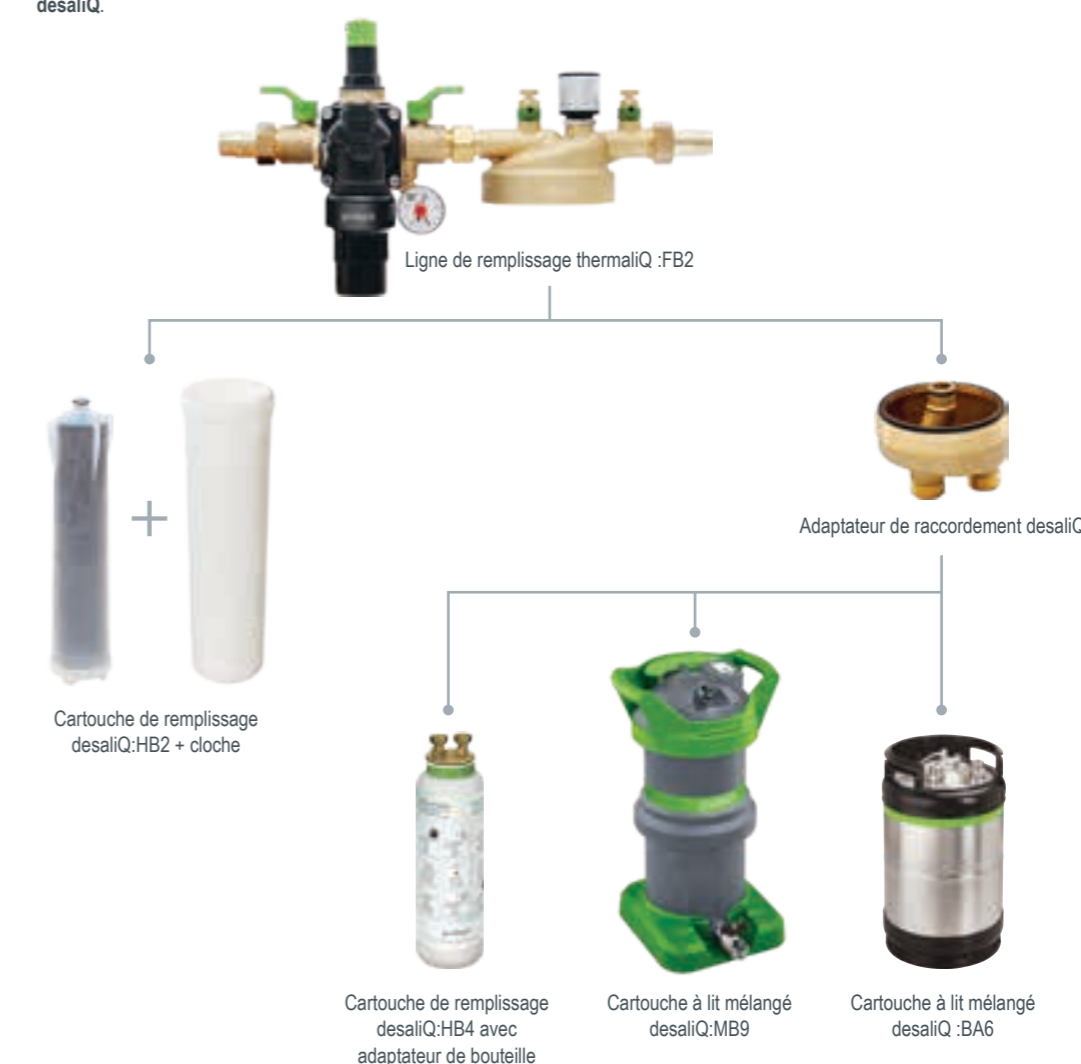 desaliQ.
Ligne de remplissage thermaliQ :FB2
Adaptateur de raccordement desaliQ
Cartouche de remplissage
desaliQ:HB2 + cloche
Cartouche de remplissage
desaliQ:HB4 avec
adaptateur de bouteille
Cartouche à lit mélangé
desaliQ:MB9
Cartouche à lit mélangé
desaliQ :BA6